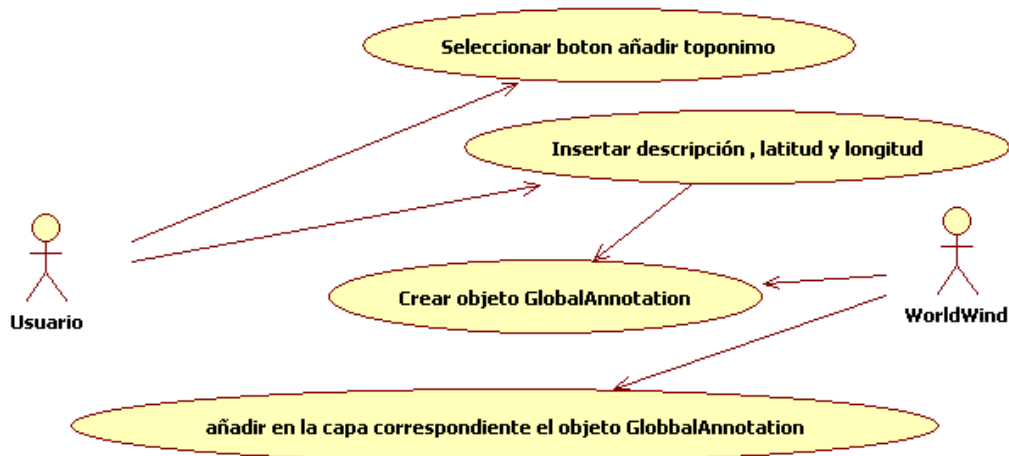 Seleccionar boton añadir toponimo
Insertar descripción , latitud y longitud
Crear objeto GlobalAnnotation
Usuario
WorldWind
añadir en la capa correspondiente el objeto GlobbalAnnotation